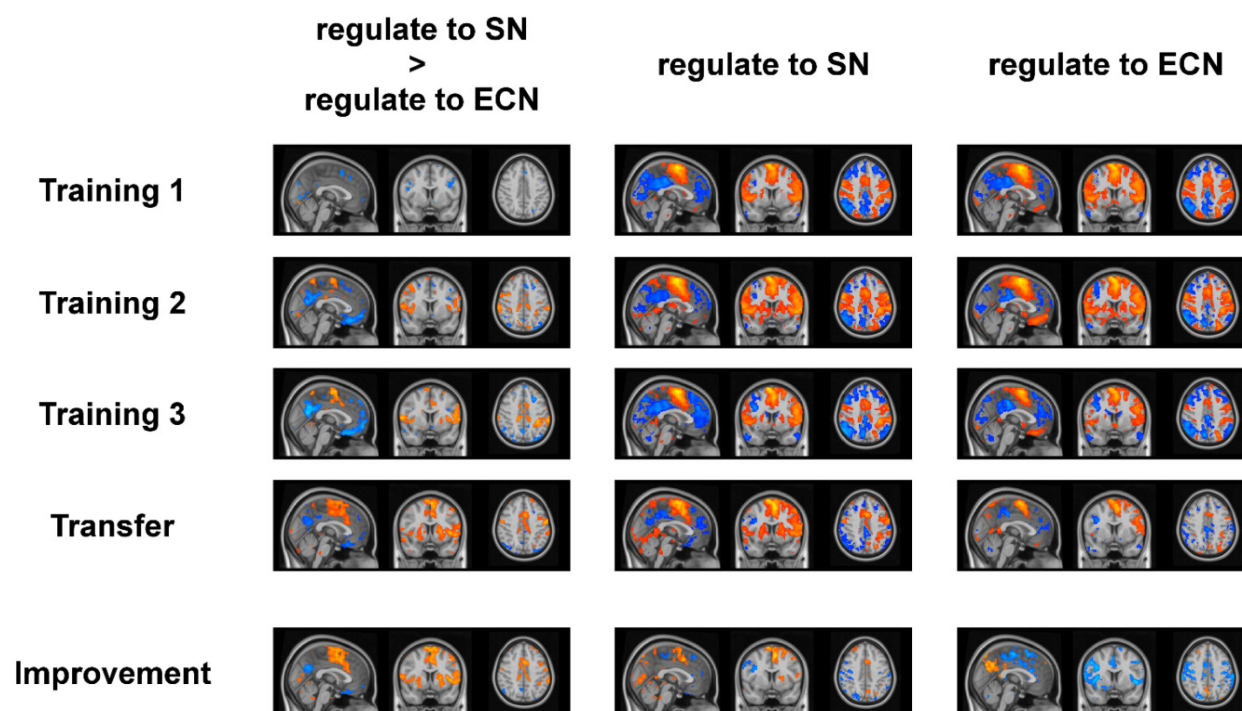 regulate to SN
>
regulate to ECN
regulate to SN
regulate to ECN
Training 1
Training 2
Training 3
Transfer
Improvement